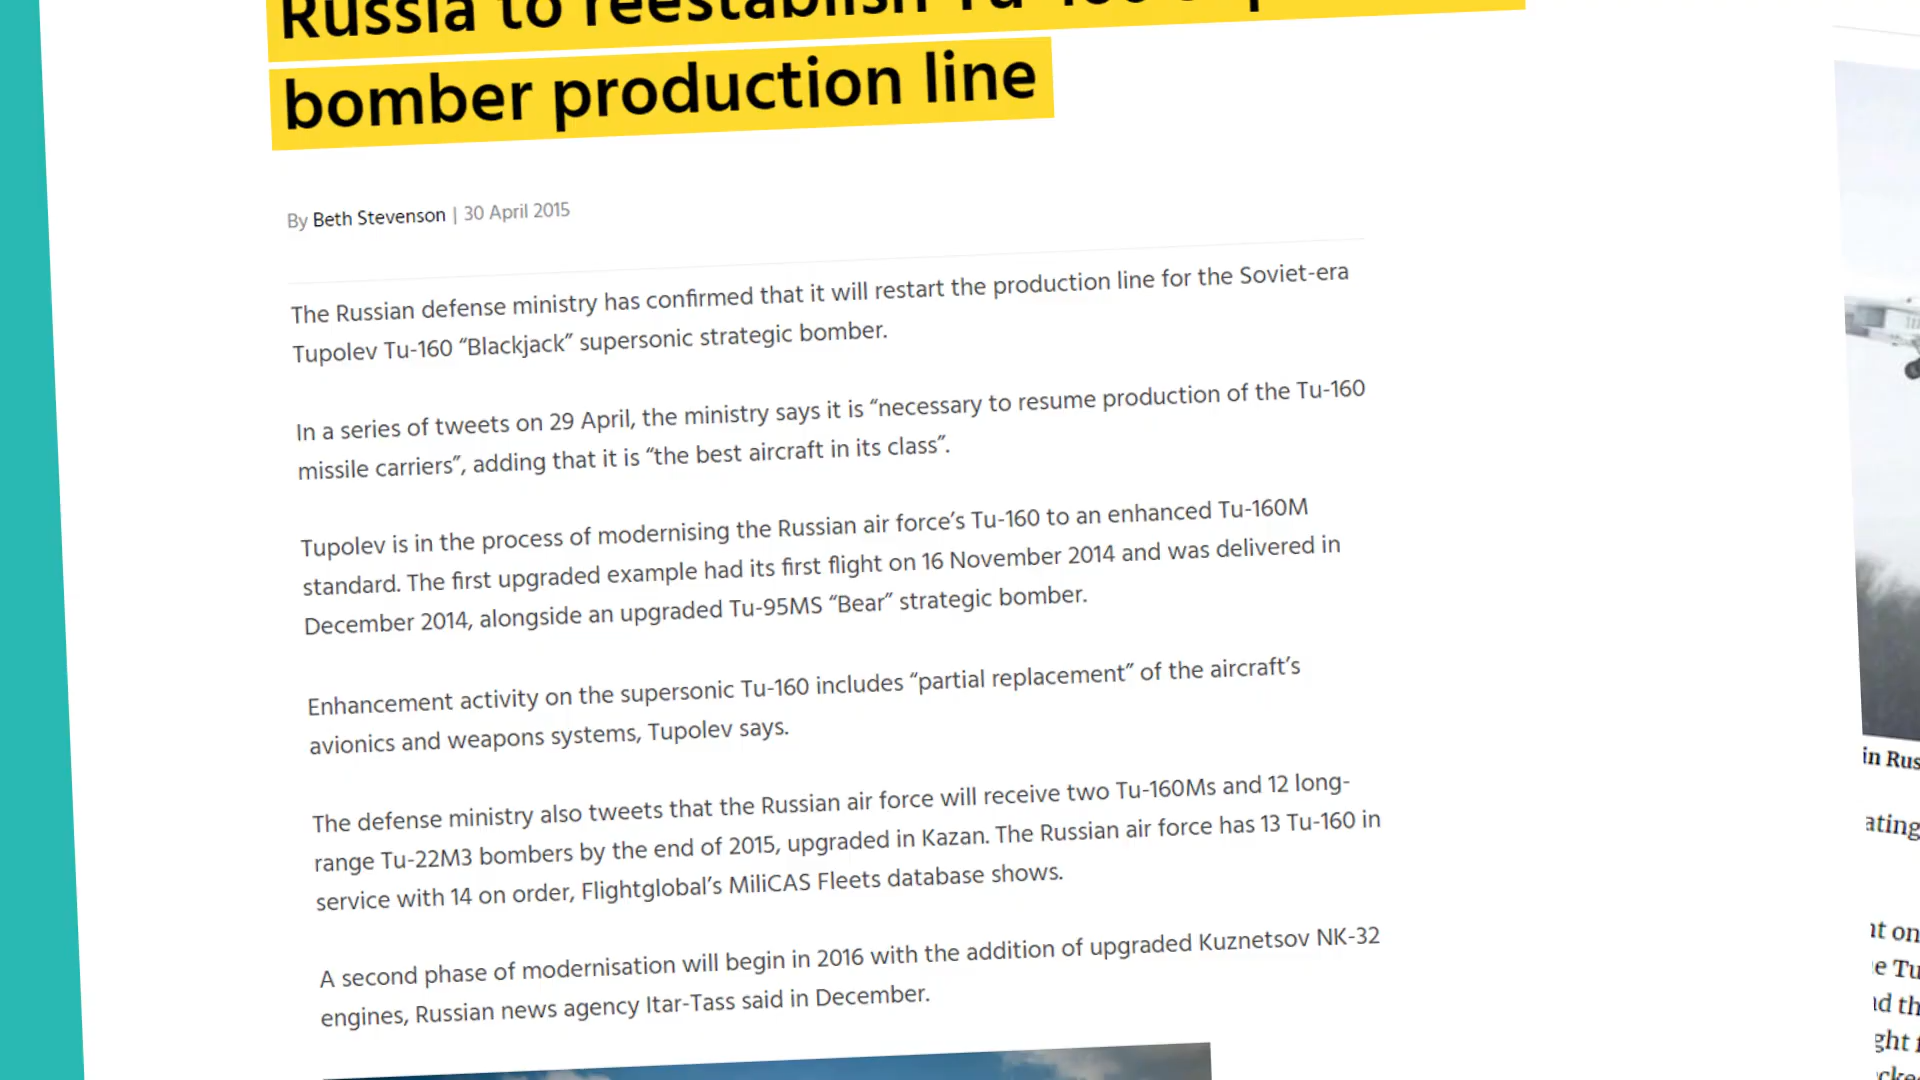 Russia to reestablish Tu-160
bomber production line
By Beth Stevenson | 30 April 2015
The Russian defense ministry has confirmed that it will restart the production line for the Soviet-era
Tupolev Tu-160 “Blackjack” supersonic strategic bomber.
In a series of tweets on 29 April, the ministry says it is “necessary to resume production of the Tu-160
missile carriers”, adding that it is “the best aircraft in its class”.
Tupolev is in the process of modernising the Russian air force’s Tu-160 to an enhanced Tu-160M
standard. The first upgraded example had its first flight on 16 November 2014 and was delivered in
December 2014, alongside an upgraded Tu-95MS “Bear” strategic bomber.
Enhancement activity on the supersonic Tu-160 includes “partial replacement” of the aircraft’s
avionics and weapons systems, Tupolev says.
The defense ministry also tweets that the Russian air force will receive two Tu-160Ms and 12 long-
range Tu-22M3 bombers by the end of 2015, upgraded in Kazan. The Russian air force has 13 Tu-160 in
service with 14 on order, Flightglobal’s MiliCAS Fleets database shows.
A second phase of modernisation will begin in 2016 with the addition of upgraded Kuznetsov NK-32
engines, Russian news agency Itar-Tass said in December.
in Rus
ating
on
Tu